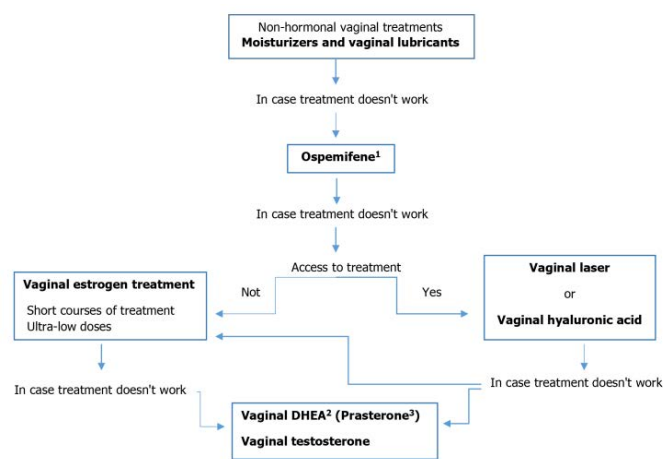 Non-hormonal vaginal treatments
Moisturizers and vaginal lubricants
In case treatment doesn't work
Ospemifene¹
In case treatment doesn't work
Access to treatment
Not
Yes
Vaginal estrogen treatment
Short courses of treatment
Ultra-low doses
Vaginal laser
or
Vaginal hyaluronic acid
In case treatment doesn't work
In case treatment doesn't work
Vaginal DHEA² (Prasterone³)
Vaginal testosterone